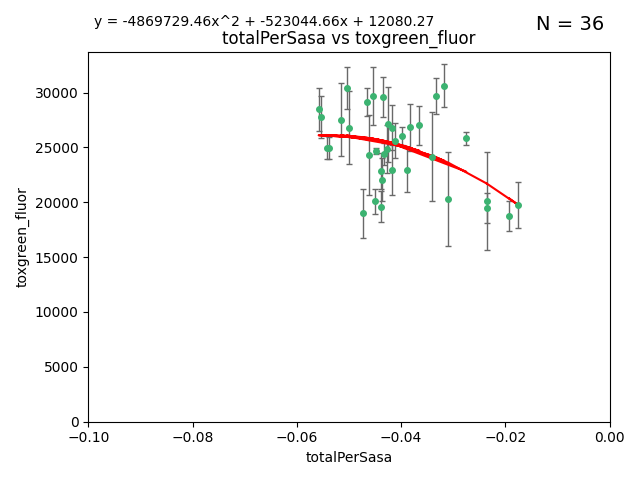 y = -4869729.46x^2 + -523044.66x + 12080.27
N = 36
totalPerSasa vs toxgreen_fluor
30000
25000
20000
15000
10000
5000
0
toxgreen_fluor
−0.10 −0.08 −0.06 −0.04 −0.02 0.00
totalPerSasa